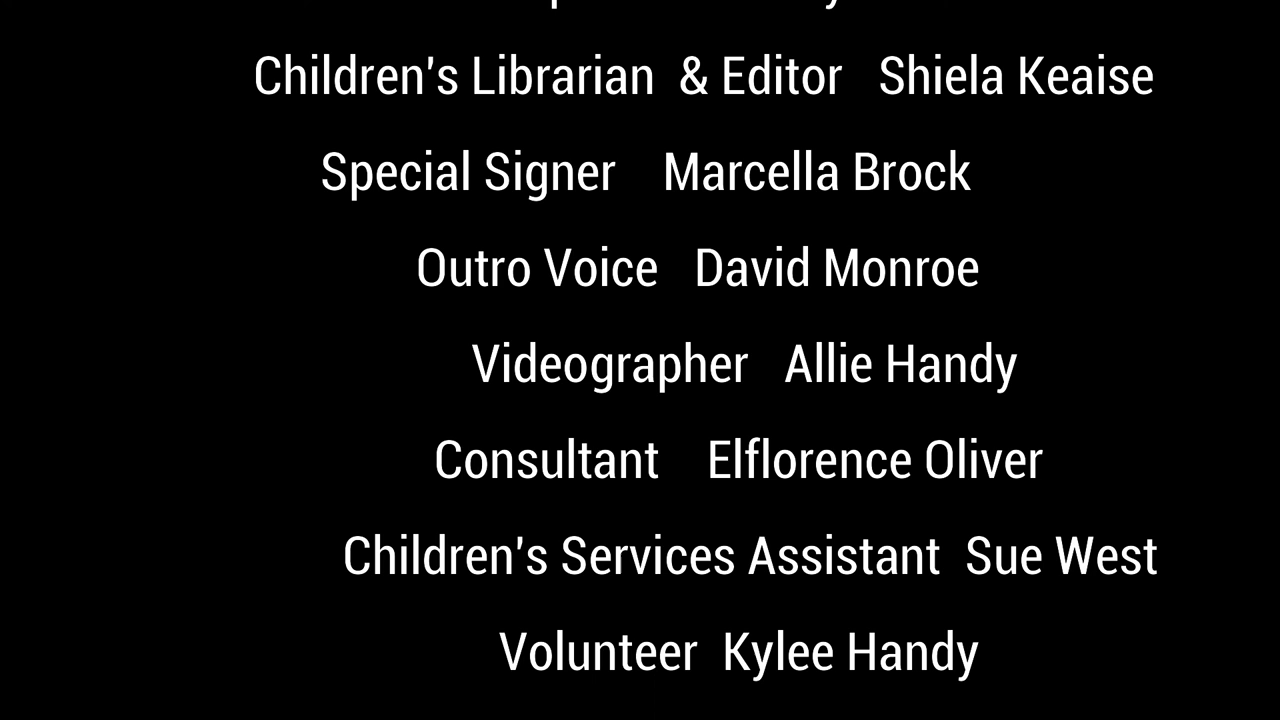 Children's Librarian & Editor Shiela Keaise
Special Signer Marcella Brock
Outro Voice David Monroe
Videographer Allie Handy
Consultant Elflorence Oliver
Children's Services Assistant Sue West
Volunteer Kylee Handy